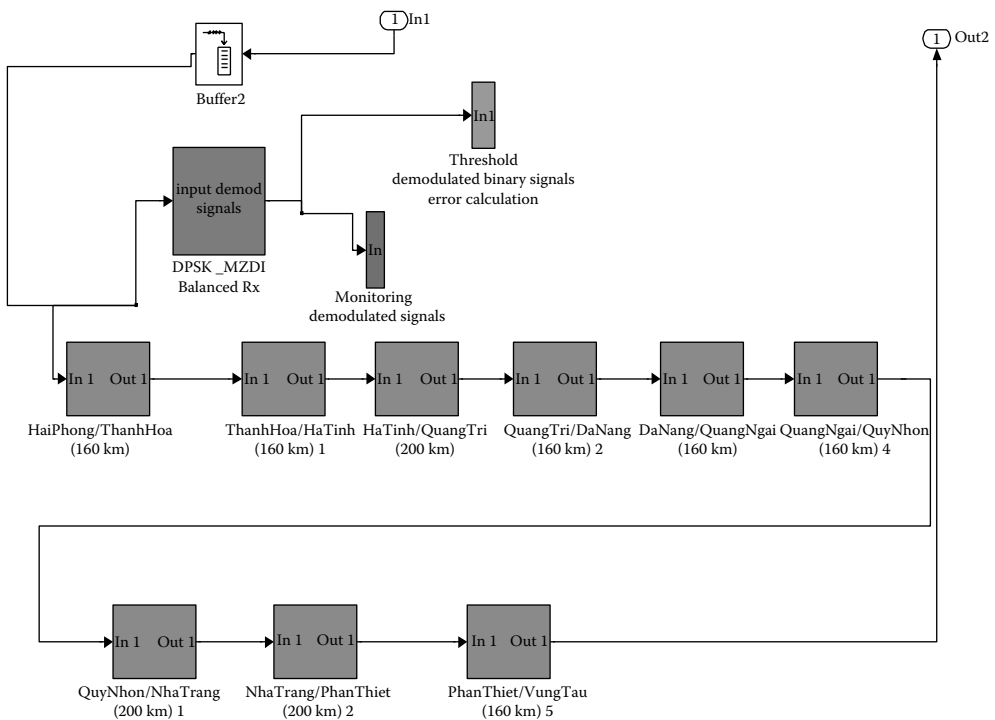 1 In1
1 Out2
Buffer2
In1
Threshold
demodulated binary signals
error calculation
input demod
signals
DPSK _MZDI
Balanced Rx
In
Monitoring
demodulated signals
In 1 Out 1
HaiPhong/ThanhHoa
(160 km)
In 1 Out 1
ThanhHoa/HaTinh
(160 km) 1
In 1 Out 1
HaTinh/QuangTri
(200 km)
In 1 Out 1
QuangTri/DaNang
(160 km) 2
In 1 Out 1
DaNang/QuangNgai
(160 km)
In 1 Out 1
QuangNgai/QuyNhon
(160 km) 4
In 1 Out 1
QuyNhon/NhaTrang
(200 km) 1
In 1 Out 1
NhaTrang/PhanThiet
(200 km) 2
In 1 Out 1
PhanThiet/VungTau
(160 km) 5